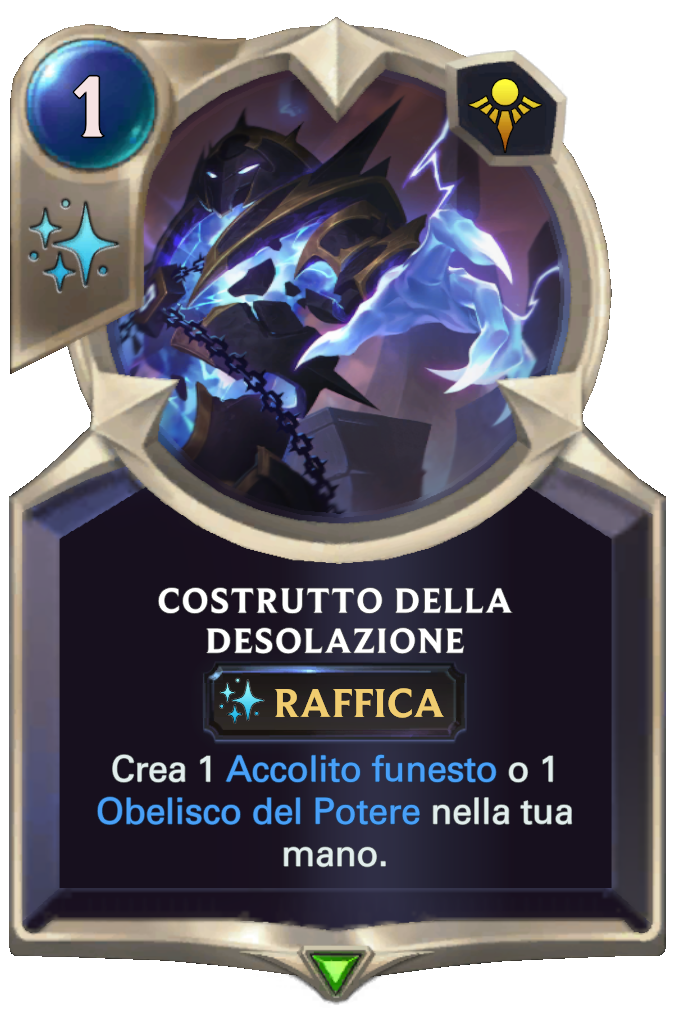 1
COSTRUTTO DELLA
DESOLAZIONE
RAFFICA
Crea 1 Accolito funesto o 1
Obelisco del Potere nella tua
mano.